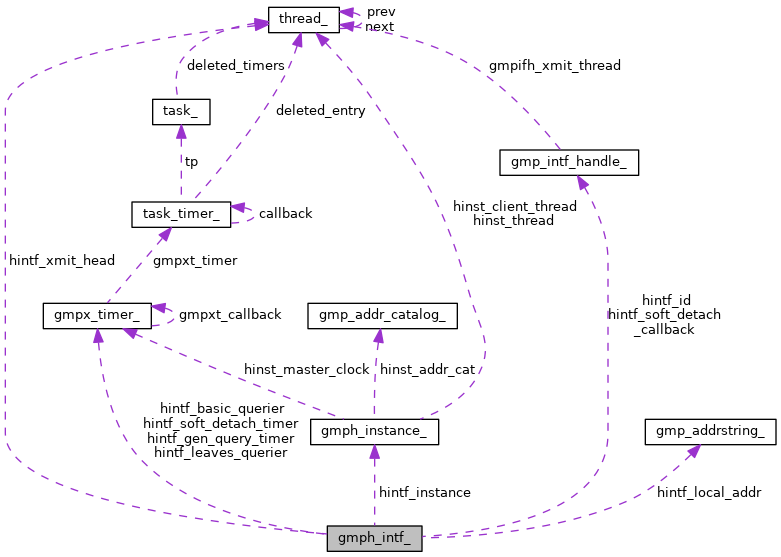 thread_
prev
next
deleted_timers
gmpifh_xmit_thread
task_
deleted_entry
tp
gmp_intf_handle_
task_timer_
callback
hinst_client_thread
hinst_thread
hintf_xmit_head
gmpxt_timer
hintf_id
hintf_soft_detach
_callback
gmpx_timer_
gmpxt_callback
gmp_addr_catalog_
hinst_master_clock
hinst_addr_cat
hintf_basic_querier
hintf_soft_detach_timer
hintf_gen_query_timer
hintf_leaves_querier
gmph_instance_
gmp_addrstring_
hintf_instance
hintf_local_addr
gmph_intf_